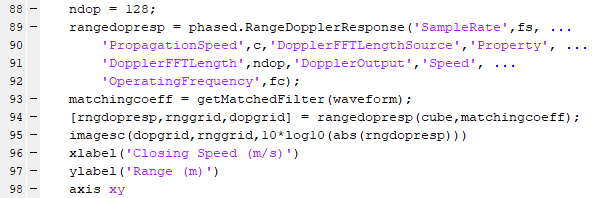 88 - ndop = 128;
89 - rangedopresp = phased.RangeDopplerResponse('SampleRate',fs, ...
90 'PropagationSpeed',c,'DopplerFFTLengthSource','Property', ...
91 'DopplerFFTLength',ndop,'DopplerOutput','Speed', ...
92 'OperatingFrequency',fc);
93 - matchingcoeff = getMatchedFilter(waveform);
94 - [rngdopresp,rnggrid,dopgrid] = rangedopresp(cube,matchingcoeff);
95 - imagesc(dopgrid,rnggrid,10*log10(abs(rngdopresp)))
96 - xlabel('Closing Speed (m/s)')
97 - ylabel('Range (m)')
98 - axis xy